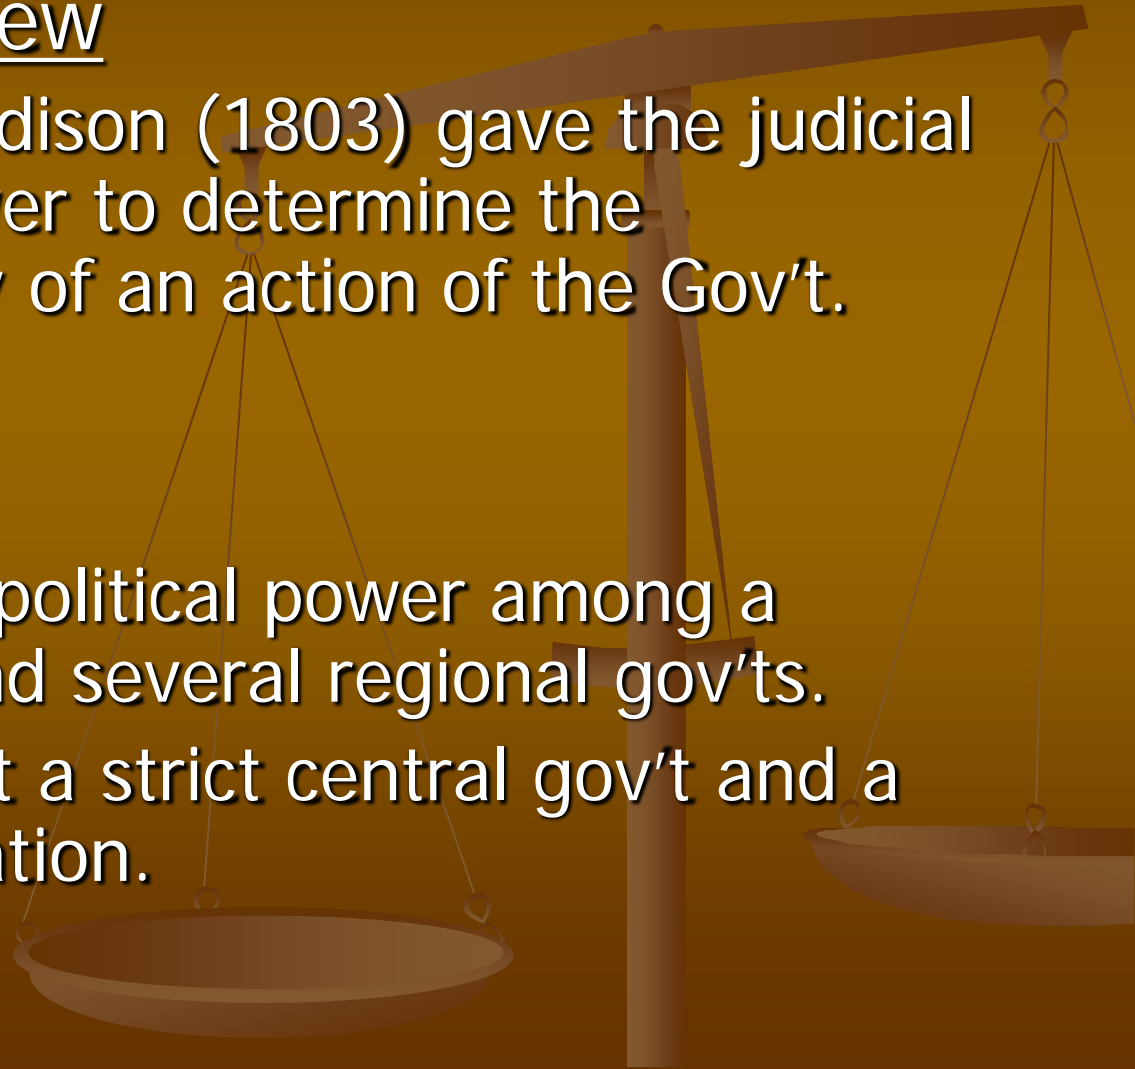 ew
dison (1803) gave the judicial
er to determine the
of an action of the Gov't.
political power among a
d several regional gov'ts.
t a strict central gov't and a
ation.